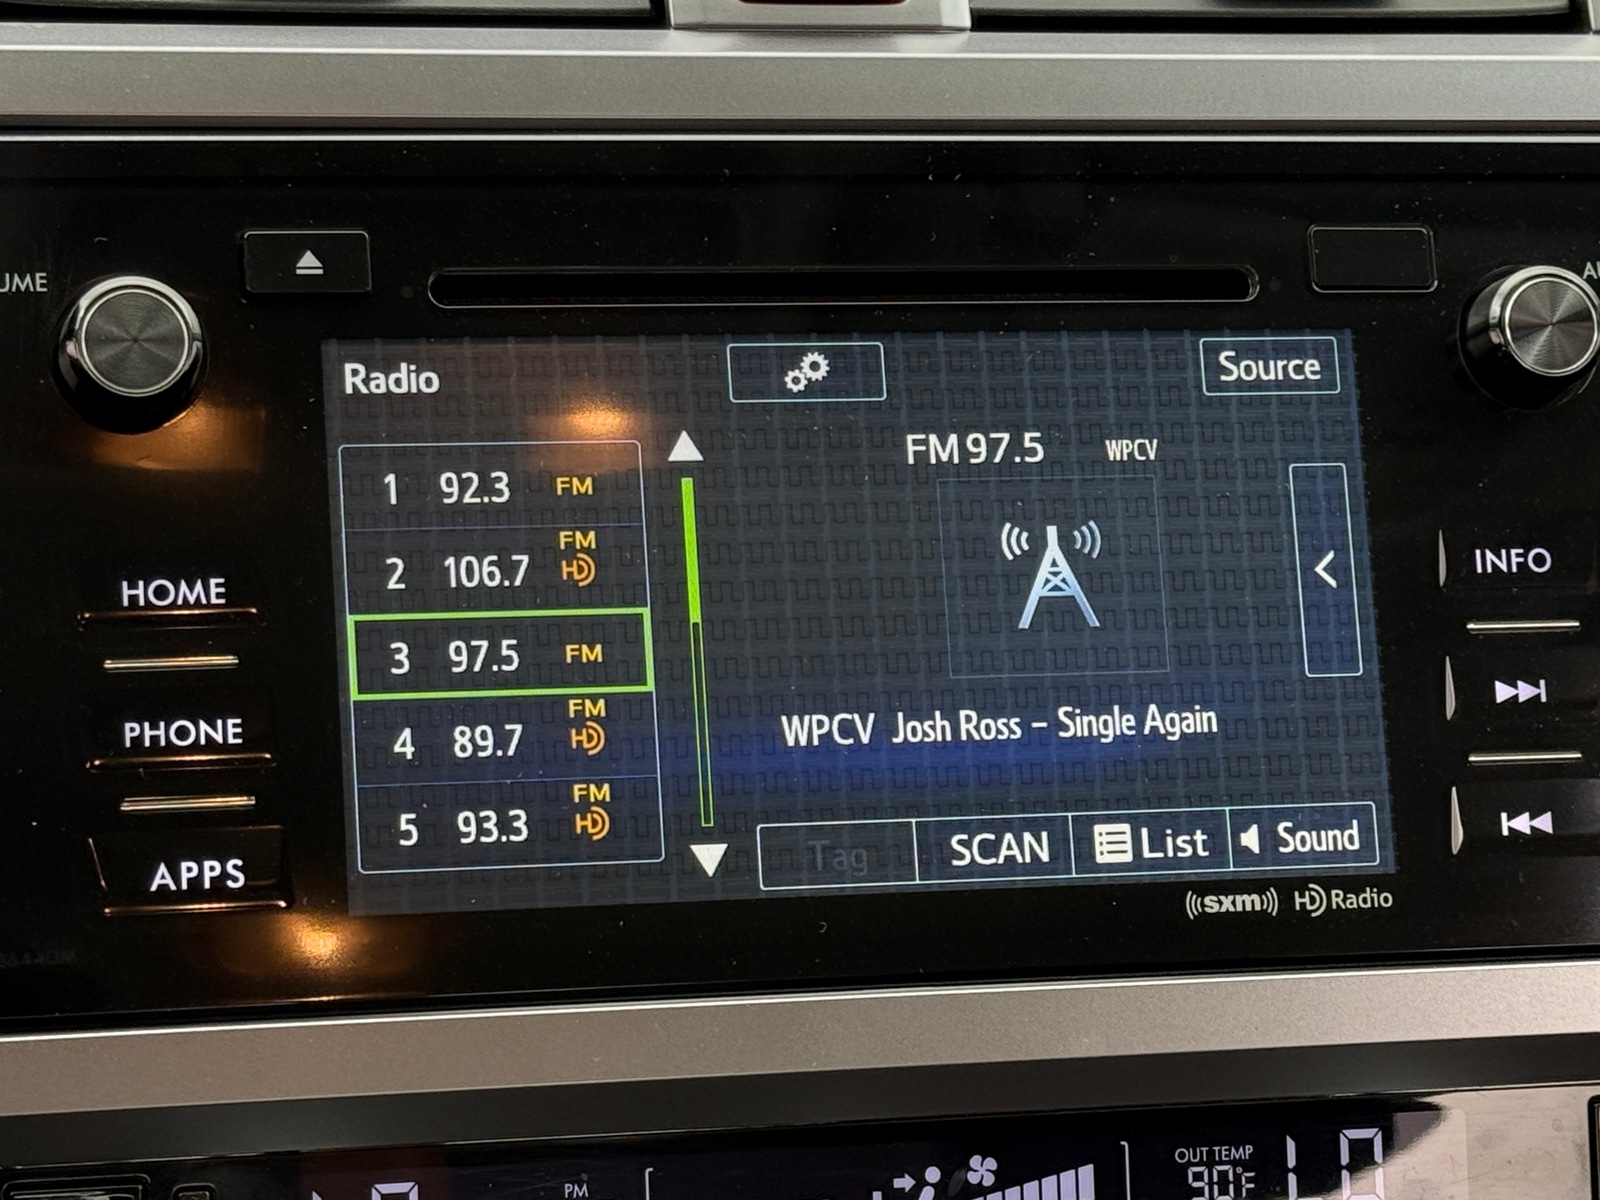 UME
AU
Radio
Source
FM 97.5 WPCV
1 92.3 FM
2 106.7 FM HD
3 97.5 FM
4 89.7 FM HD
5 93.3 FM HD
WPCV Josh Ross – Single Again
Tag SCAN List Sound
HOME
PHONE
APPS
INFO
((sxm)) HD Radio
PM
OUT TEMP
90°F
LO